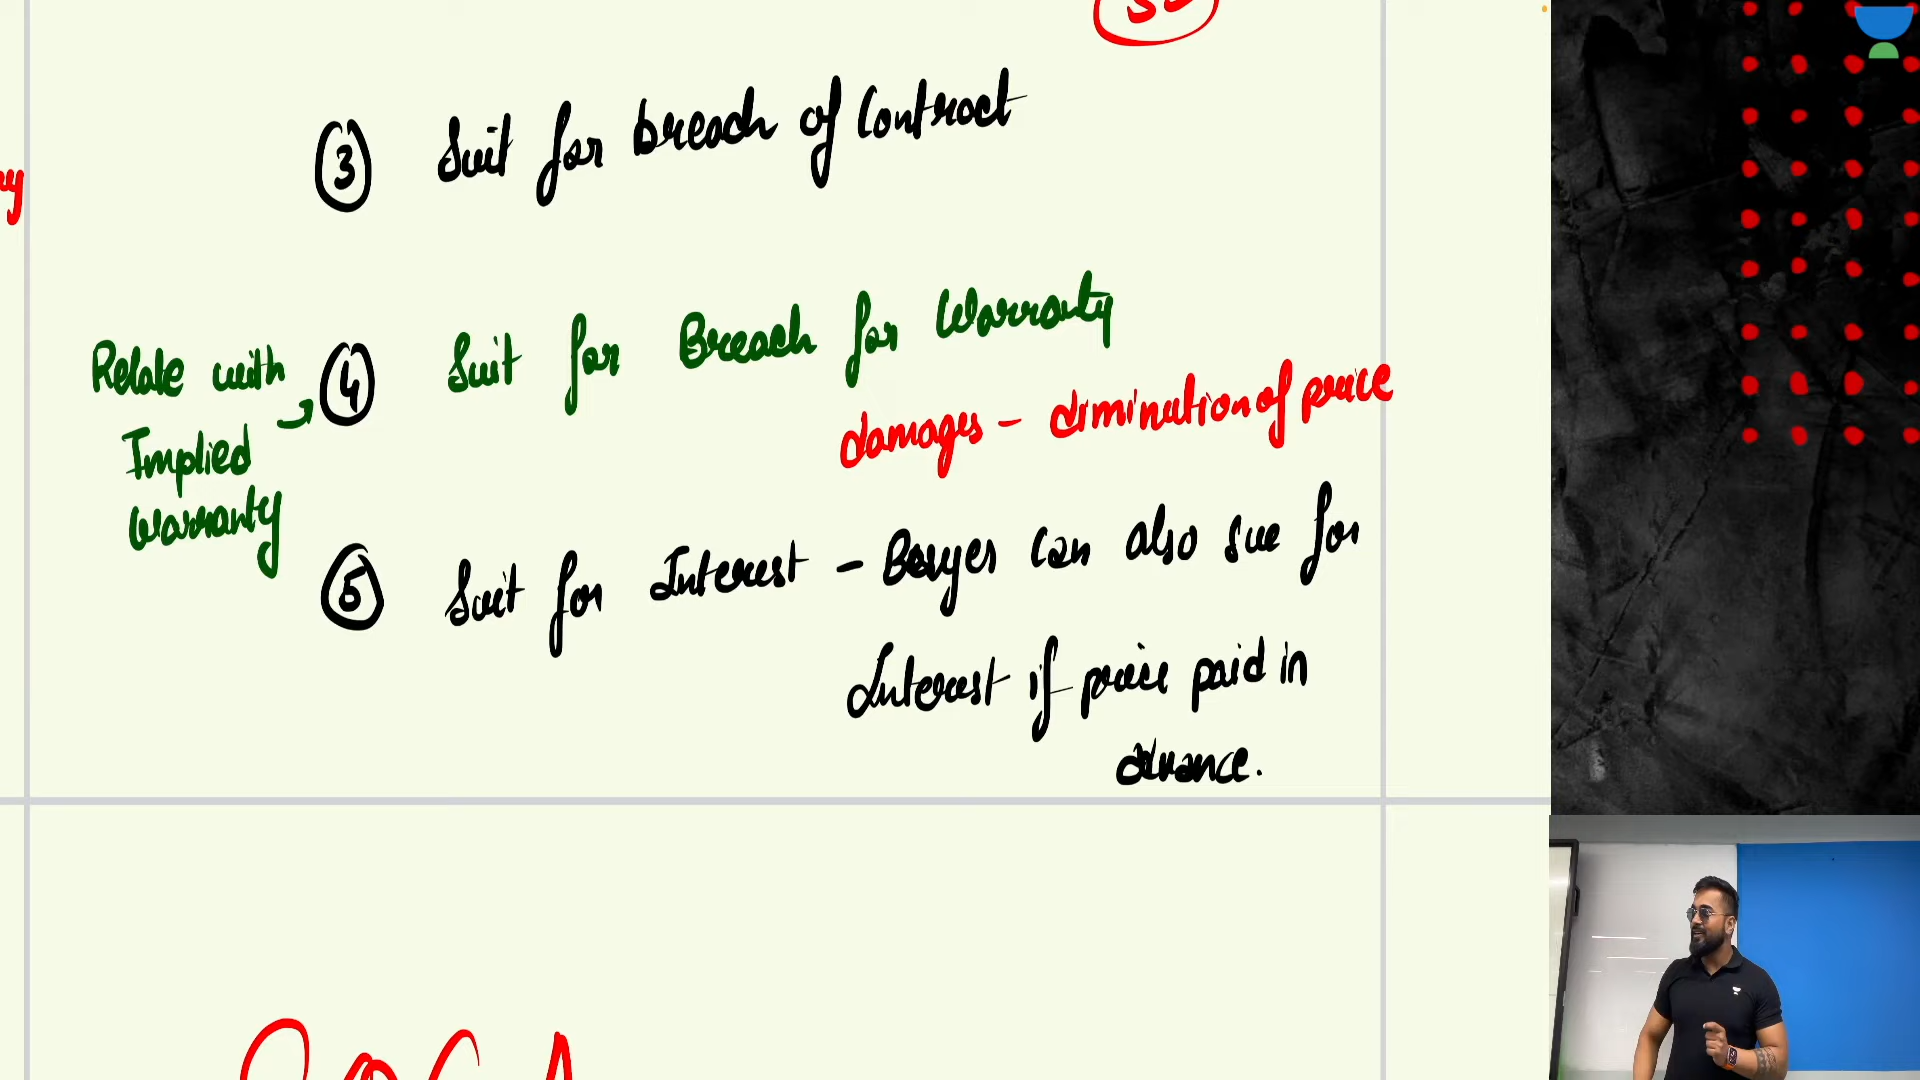 3 Suit for breach of Contract
4 Suit for Breach for Warranty
damages - diminution of price
Relate with
Implied
Warranty
5 Suit for Interest - Buyer can also sue for
Interest if price paid in
advance.